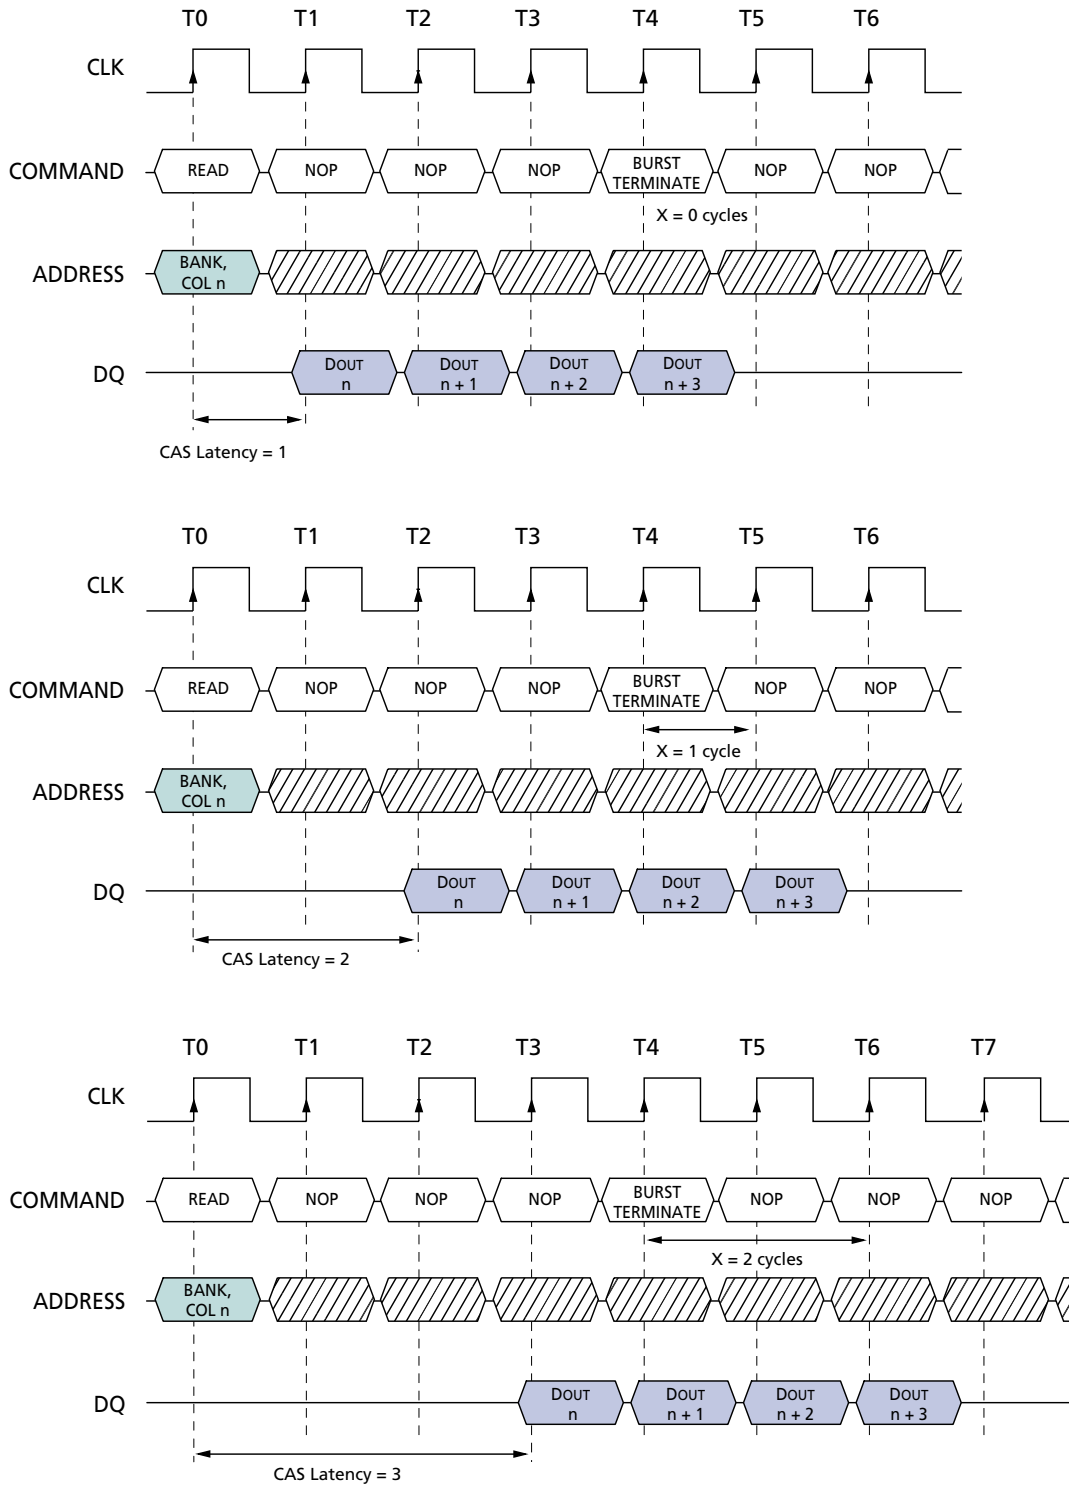 T0 T1 T2 T3 T4 T5 T6
CLK
COMMAND READ NOP NOP NOP BURST TERMINATE NOP NOP
X = 0 cycles
ADDRESS BANK, COL n
DQ DOUT n DOUT n + 1 DOUT n + 2 DOUT n + 3
CAS Latency = 1
T0 T1 T2 T3 T4 T5 T6
CLK
COMMAND READ NOP NOP NOP BURST TERMINATE NOP NOP
X = 1 cycle
ADDRESS BANK, COL n
DQ DOUT n DOUT n + 1 DOUT n + 2 DOUT n + 3
CAS Latency = 2
T0 T1 T2 T3 T4 T5 T6 T7
CLK
COMMAND READ NOP NOP NOP BURST TERMINATE NOP NOP NOP
X = 2 cycles
ADDRESS BANK, COL n
DQ DOUT n DOUT n + 1 DOUT n + 2 DOUT n + 3
CAS Latency = 3